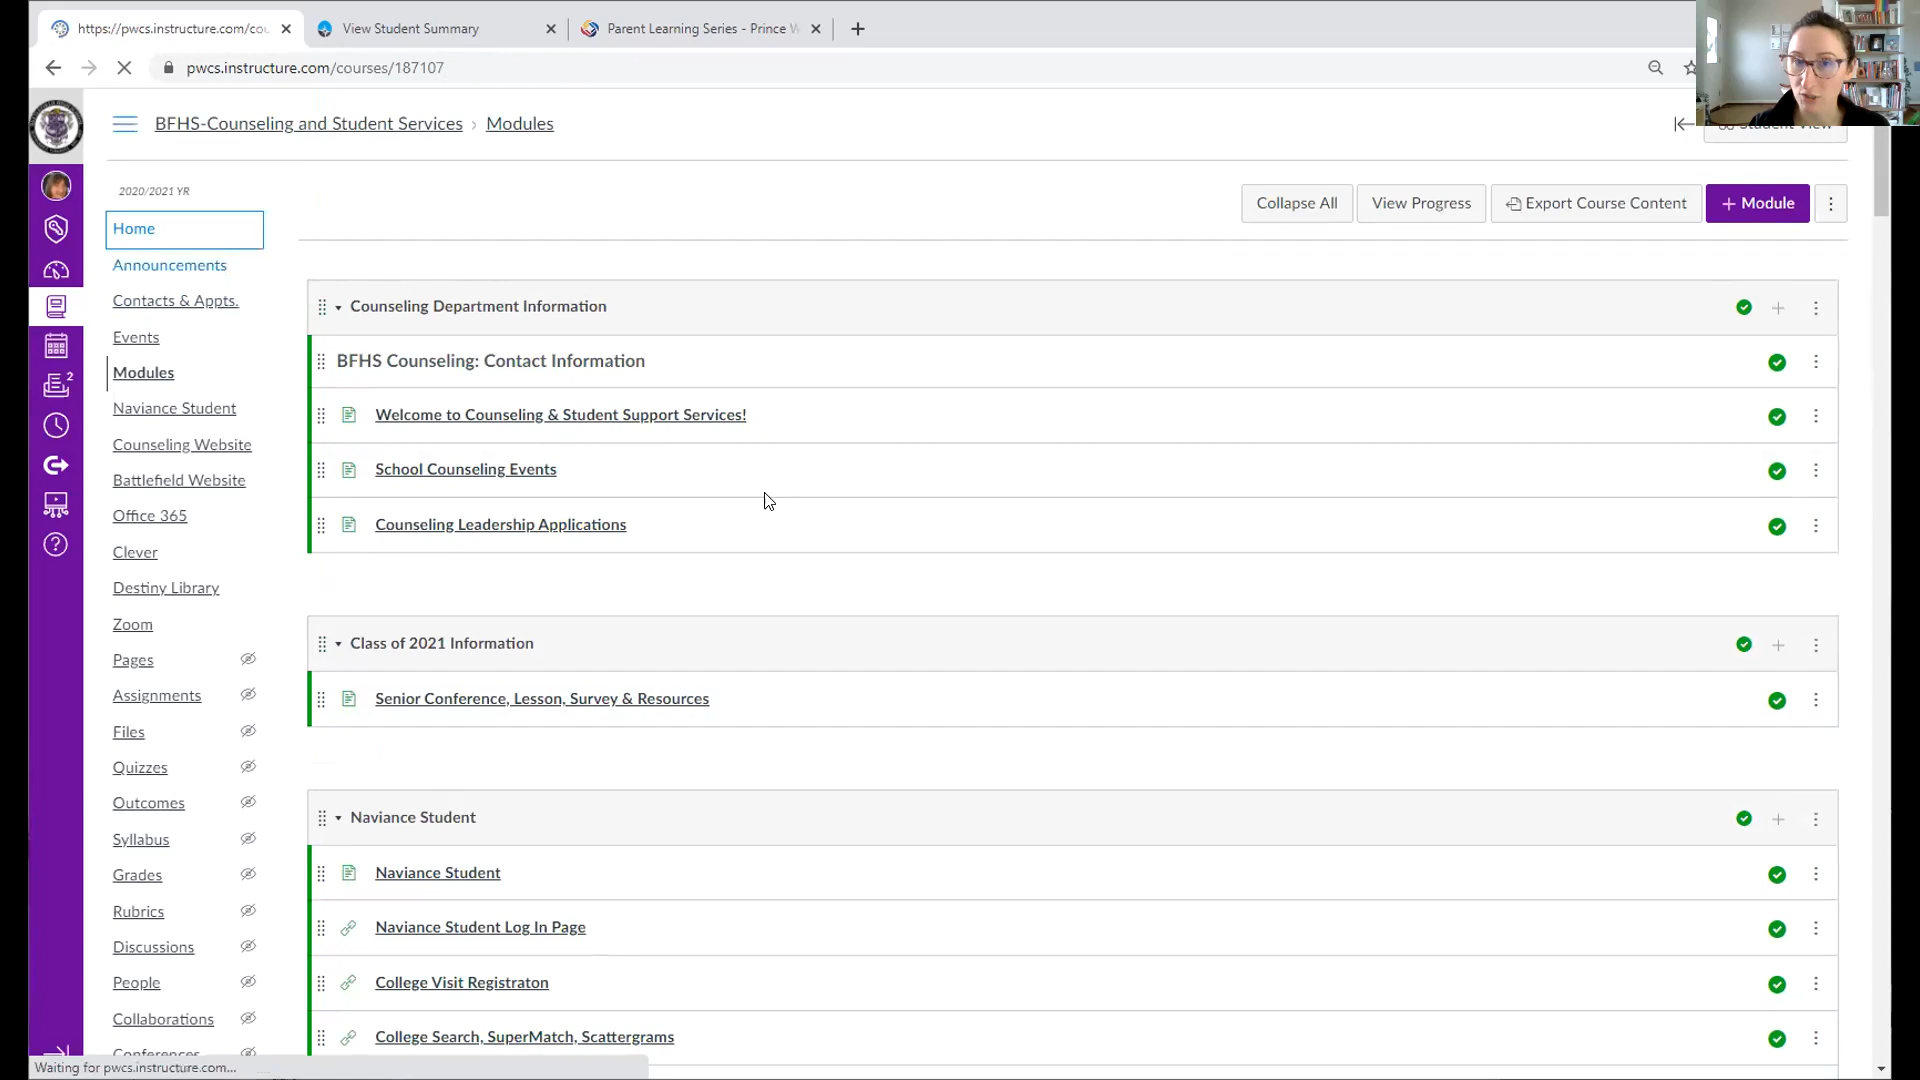 https://pwcs.instructure.com/cou
View Student Summary
Parent Learning Series - Prince W
pwcs.instructure.com/courses/187107
BFHS-Counseling and Student Services › Modules
Student View
2020/2021 YR
Collapse All
View Progress
Export Course Content
+ Module
Home
Announcements
Contacts & Appts.
Events
Modules
Naviance Student
Counseling Website
Battlefield Website
Office 365
Clever
Destiny Library
Zoom
Pages
Assignments
Files
Quizzes
Outcomes
Syllabus
Grades
Rubrics
Discussions
People
Collaborations
Conferences
2
Counseling Department Information
BFHS Counseling: Contact Information
Welcome to Counseling & Student Support Services!
School Counseling Events
Counseling Leadership Applications
Class of 2021 Information
Senior Conference, Lesson, Survey & Resources
Naviance Student
Naviance Student
Naviance Student Log In Page
College Visit Registraton
College Search, SuperMatch, Scattergrams
Waiting for pwcs.instructure.com...